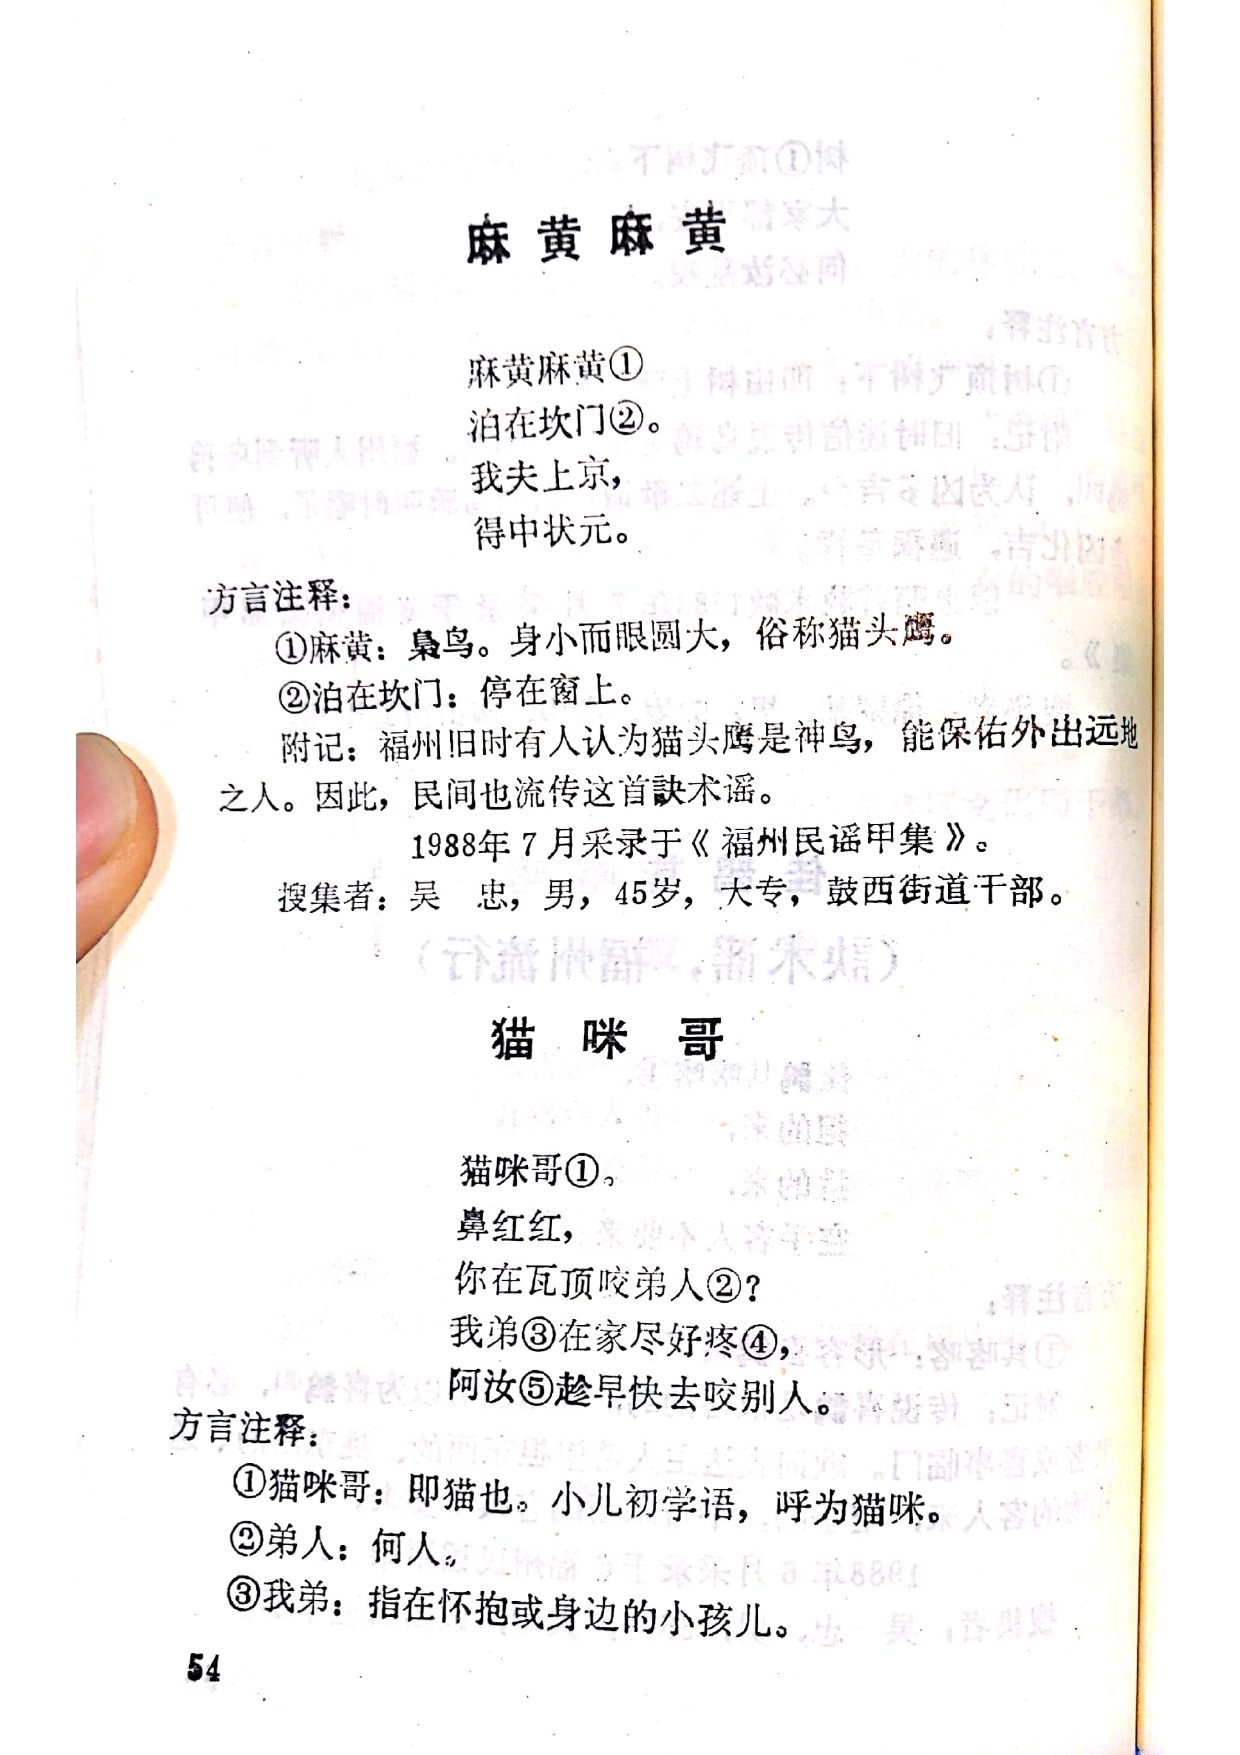 麻黄麻黄
麻黄麻黄①
泊在坎门②。
我夫上京，
得中状元。
方言注释：
①麻黄：枭鸟。身小而眼圆大，俗称猫头鹰。
②泊在坎门：停在窗上。
附记：福州旧时有人认为猫头鹰是神鸟，能保佑外出远地
之人。因此，民间也流传这首訣术谣。
1988年7月采录于《福州民谣甲集》。
搜集者：吴　忠，男，45岁，大专，鼓西街道干部。
猫咪哥
猫咪哥①。
鼻红红，
你在瓦顶咬弟人②？
我弟③在家尽好疼④，
阿汝⑤趁早快去咬别人。
方言注释：
①猫咪哥：即猫也。小儿初学语，呼为猫咪。
②弟人：何人。
③我弟：指在怀抱或身边的小孩儿。
54